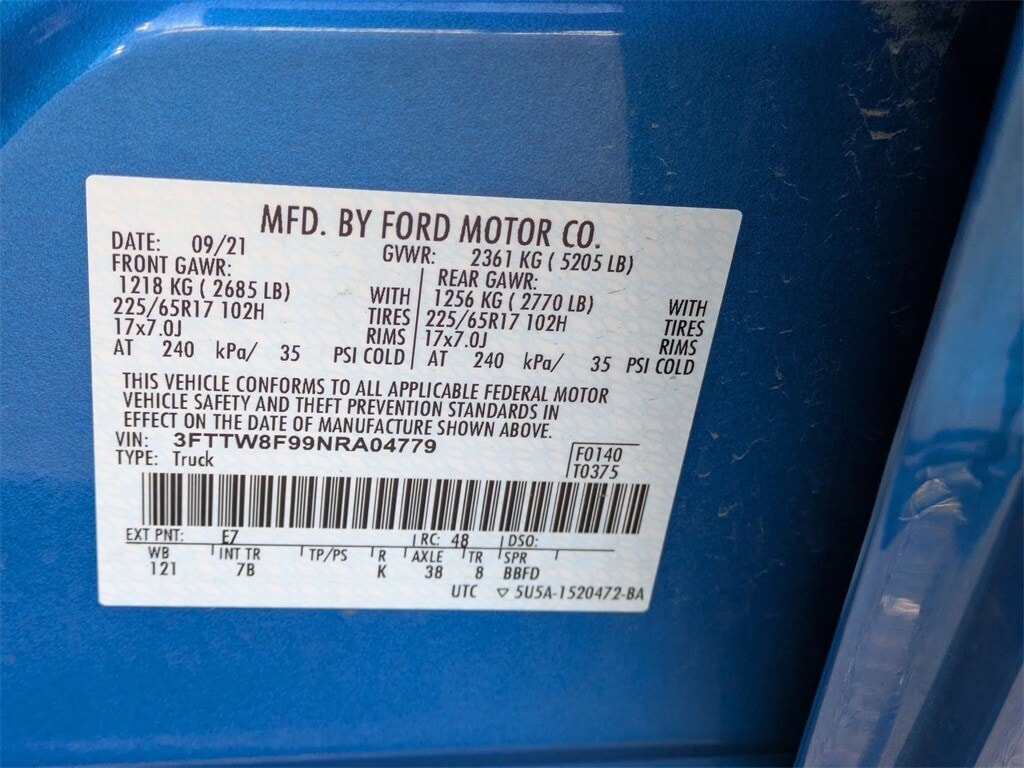 MFD. BY FORD MOTOR CO.
DATE: 09/21 GVWR: 2361 KG ( 5205 LB)
FRONT GAWR: REAR GAWR:
1218 KG ( 2685 LB) WITH 1256 KG ( 2770 LB) WITH
225/65R17 102H TIRES 225/65R17 102H TIRES
17x7.0J RIMS 17x7.0J RIMS
AT 240 kPa/ 35 PSI COLD AT 240 kPa/ 35 PSI COLD
THIS VEHICLE CONFORMS TO ALL APPLICABLE FEDERAL MOTOR
VEHICLE SAFETY AND THEFT PREVENTION STANDARDS IN
EFFECT ON THE DATE OF MANUFACTURE SHOWN ABOVE.
VIN: 3FTTW8F99NRA04779 F0140
TYPE: Truck T0375
EXT PNT: E7 RC: 48 DSO:
WB INT TR TP/PS R AXLE TR SPR
121 7B K 38 8 BBFD
UTC ▽ 5U5A-1520472-BA